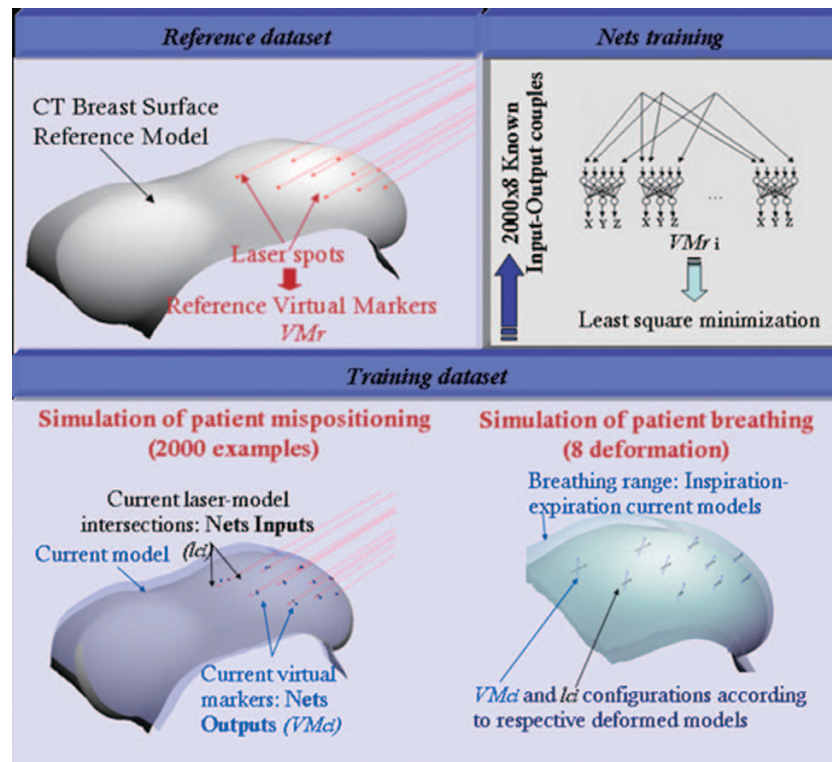 Reference dataset
CT Breast Surface
Reference Model
Laser spots
Reference Virtual Markers
VMr
Nets training
2000x8 Known
Input-Output couples
X Y Z X Y Z ... X Y Z
VMr i
Least square minimization
Training dataset
Simulation of patient mispositioning
(2000 examples)
Current laser-model
intersections: Nets Inputs
(lci)
Current model
Current virtual
markers: Nets
Outputs (VMci)
Simulation of patient breathing
(8 deformation)
Breathing range: Inspiration-
expiration current models
VMci and lci configurations according
to respective deformed models